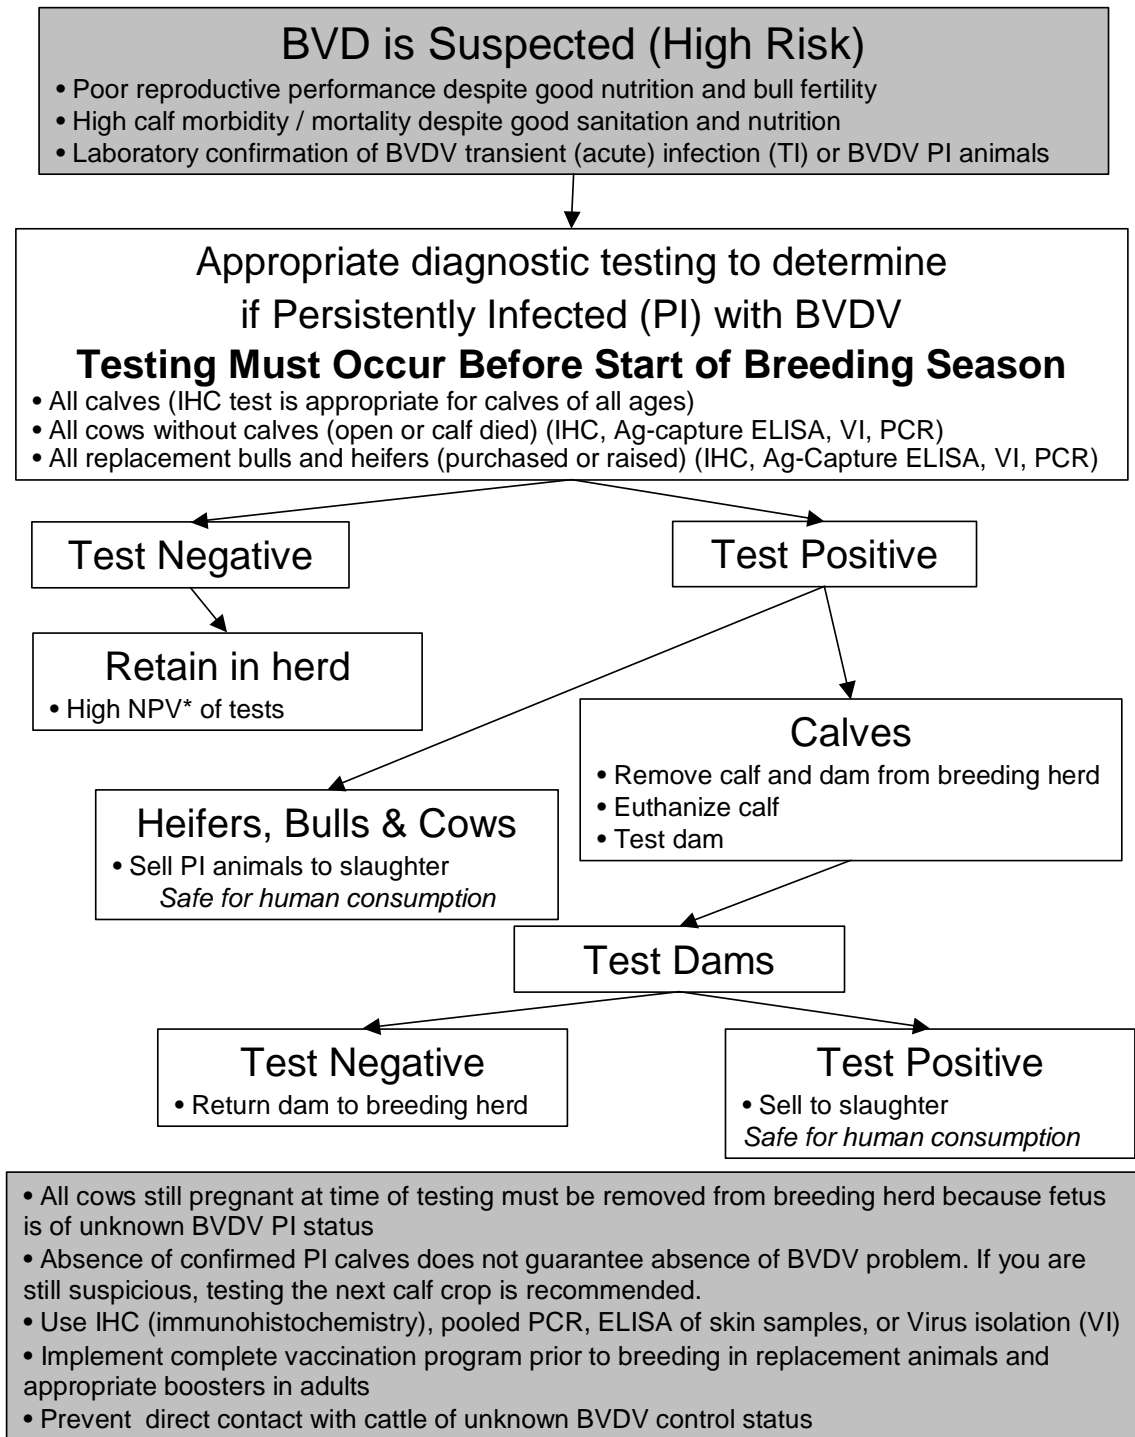 BVD is Suspected (High Risk)
• Poor reproductive performance despite good nutrition and bull fertility
• High calf morbidity / mortality despite good sanitation and nutrition
• Laboratory confirmation of BVDV transient (acute) infection (TI) or BVDV PI animals
Appropriate diagnostic testing to determine
if Persistently Infected (PI) with BVDV
Testing Must Occur Before Start of Breeding Season
• All calves (IHC test is appropriate for calves of all ages)
• All cows without calves (open or calf died) (IHC, Ag-capture ELISA, VI, PCR)
• All replacement bulls and heifers (purchased or raised) (IHC, Ag-Capture ELISA, VI, PCR)
Test Negative
Test Positive
Retain in herd
• High NPV* of tests
Calves
• Remove calf and dam from breeding herd
• Euthanize calf
• Test dam
Heifers, Bulls & Cows
• Sell PI animals to slaughter
Safe for human consumption
Test Dams
Test Negative
• Return dam to breeding herd
Test Positive
• Sell to slaughter
Safe for human consumption
• All cows still pregnant at time of testing must be removed from breeding herd because fetus
is of unknown BVDV PI status
• Absence of confirmed PI calves does not guarantee absence of BVDV problem. If you are
still suspicious, testing the next calf crop is recommended.
• Use IHC (immunohistochemistry), pooled PCR, ELISA of skin samples, or Virus isolation (VI)
• Implement complete vaccination program prior to breeding in replacement animals and
appropriate boosters in adults
• Prevent direct contact with cattle of unknown BVDV control status